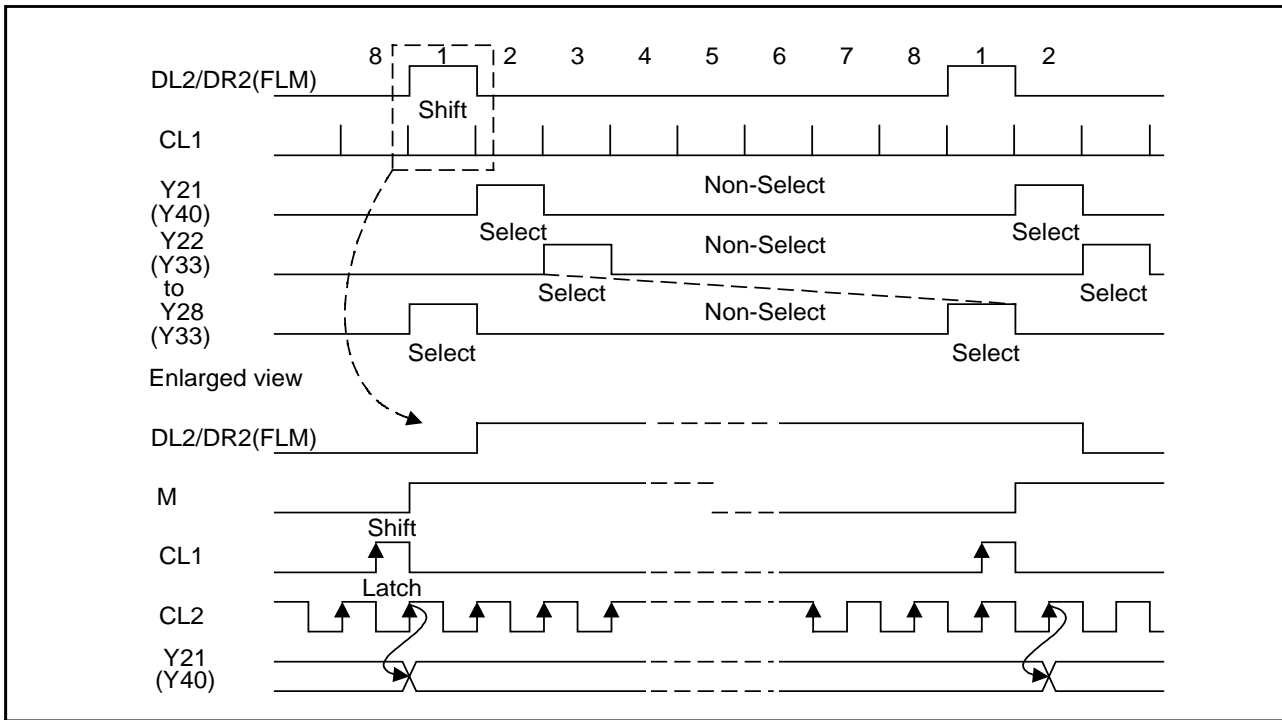 8 1 2 3 4 5 6 7 8 1 2
DL2/DR2(FLM)
Shift
CL1
Y21
(Y40)
Non-Select
Select
Select
Y22
(Y33)
Non-Select
to
Select
Select
Y28
(Y33)
Non-Select
Select
Select
Enlarged view
DL2/DR2(FLM)
M
Shift
CL1
Latch
CL2
Y21
(Y40)